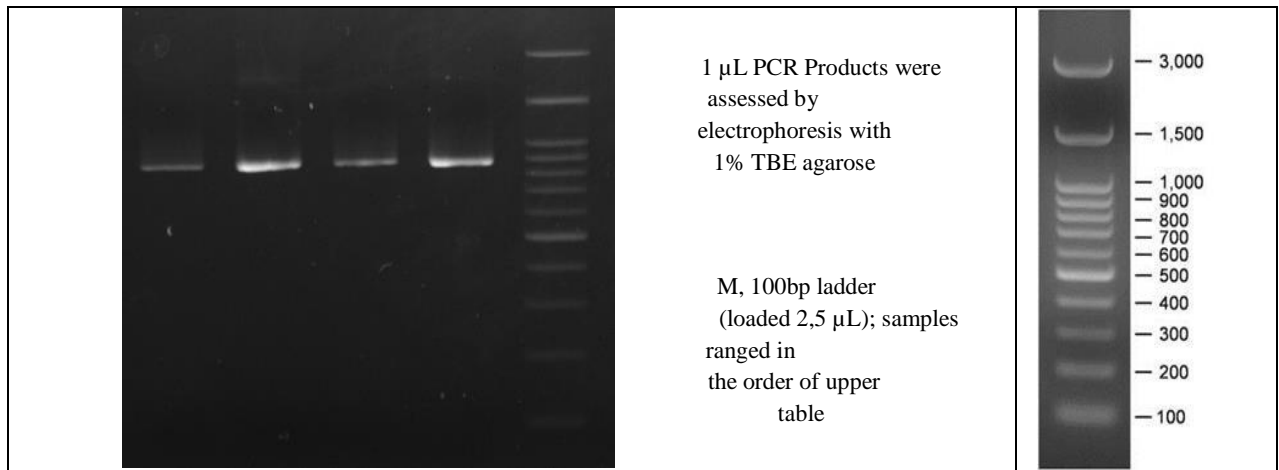 1 µL PCR Products were
assessed by
electrophoresis with
1% TBE agarose
M, 100bp ladder
(loaded 2,5 µL); samples
ranged in
the order of upper
table
3,000
1,500
1,000
900
800
700
600
500
400
300
200
100